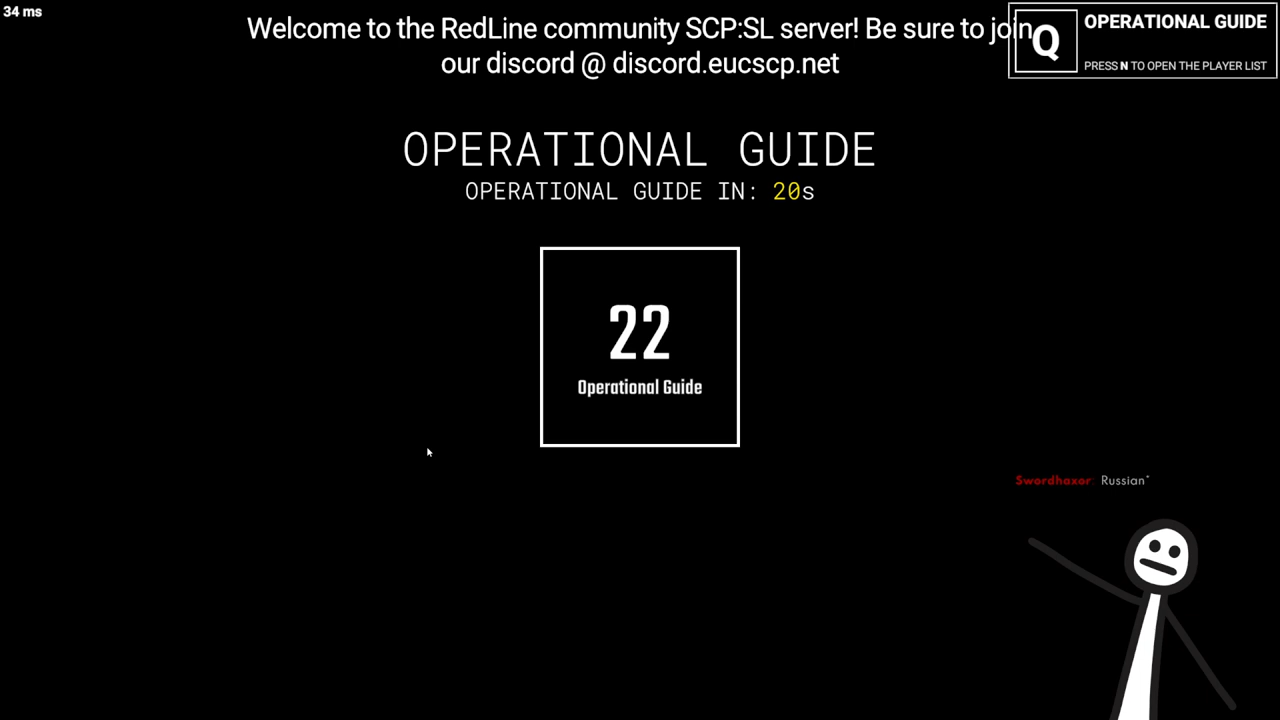 34 ms
Welcome to the RedLine community SCP:SL server! Be sure to join
our discord @ discord.eucscp.net
Q
OPERATIONAL GUIDE
PRESS N TO OPEN THE PLAYER LIST
OPERATIONAL GUIDE
OPERATIONAL GUIDE IN: 20s
22
Operational Guide
Swordhaxor: Russian*